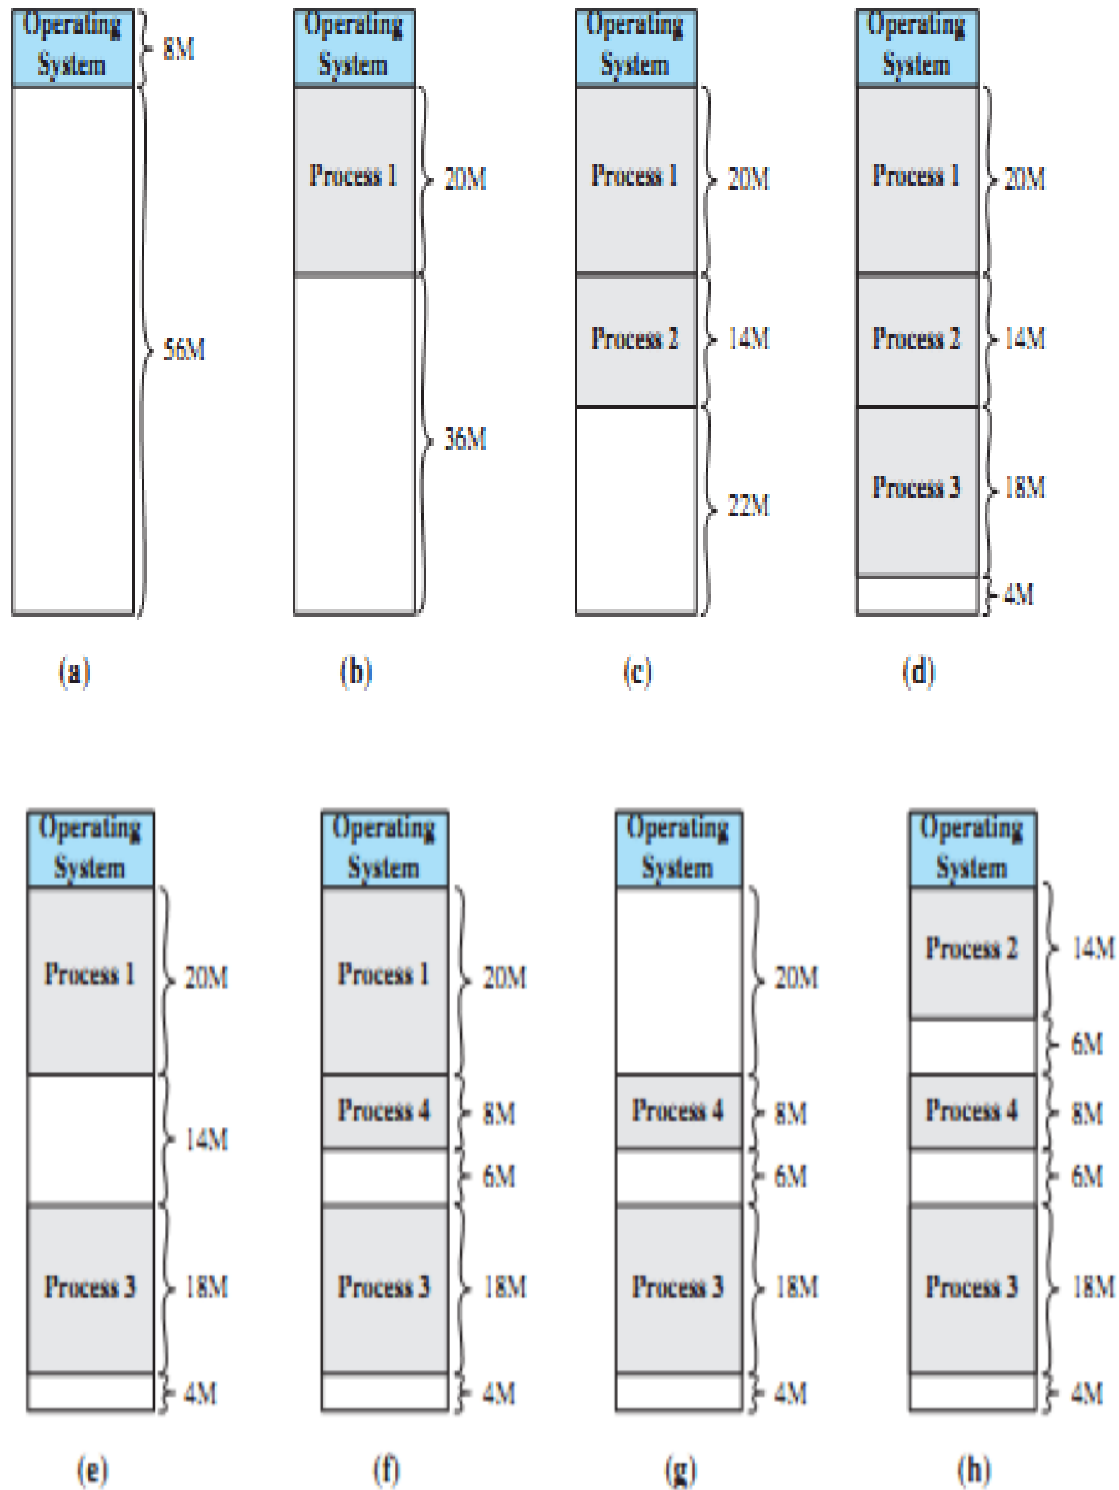 Operating
System
8M
56M
(a)
Operating
System
Process 1
20M
36M
(b)
Operating
System
Process 1
20M
Process 2
14M
22M
(c)
Operating
System
Process 1
20M
Process 2
14M
Process 3
18M
4M
(d)
Operating
System
Process 1
20M
14M
Process 3
18M
4M
(e)
Operating
System
Process 1
20M
Process 4
8M
6M
Process 3
18M
4M
(f)
Operating
System
20M
Process 4
8M
6M
Process 3
18M
4M
(g)
Operating
System
Process 2
14M
6M
Process 4
8M
6M
Process 3
18M
4M
(h)